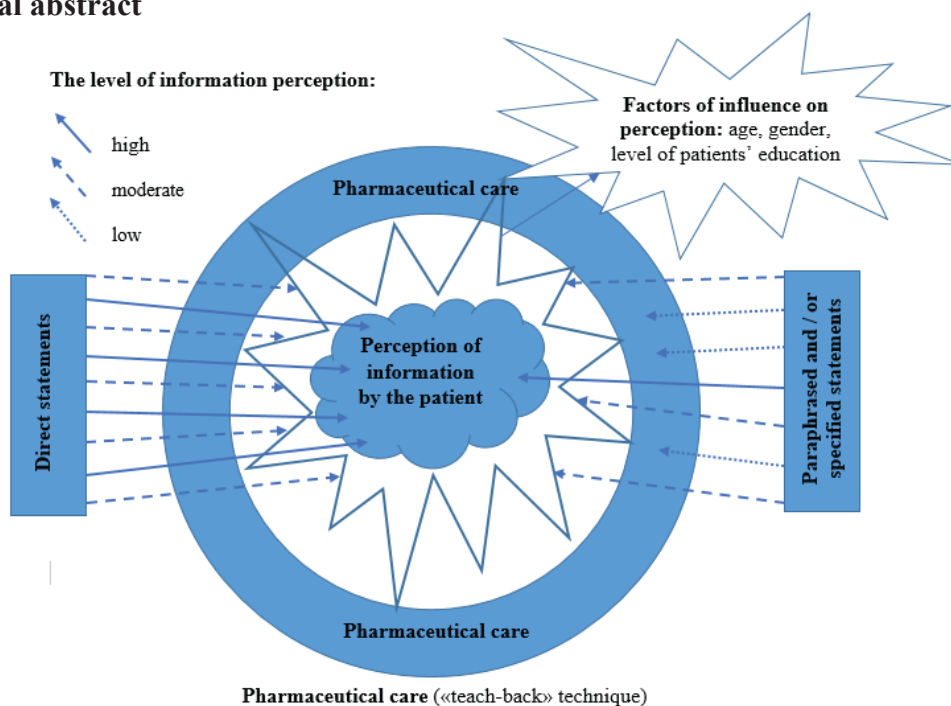 al abstract
The level of information perception:
high
moderate
low
Factors of influence on
perception: age, gender,
level of patients' education
Pharmaceutical care
Direct statements
Perception of
information
by the patient
Paraphrased and / or
specified statements
Pharmaceutical care
Pharmaceutical care («teach-back» technique)